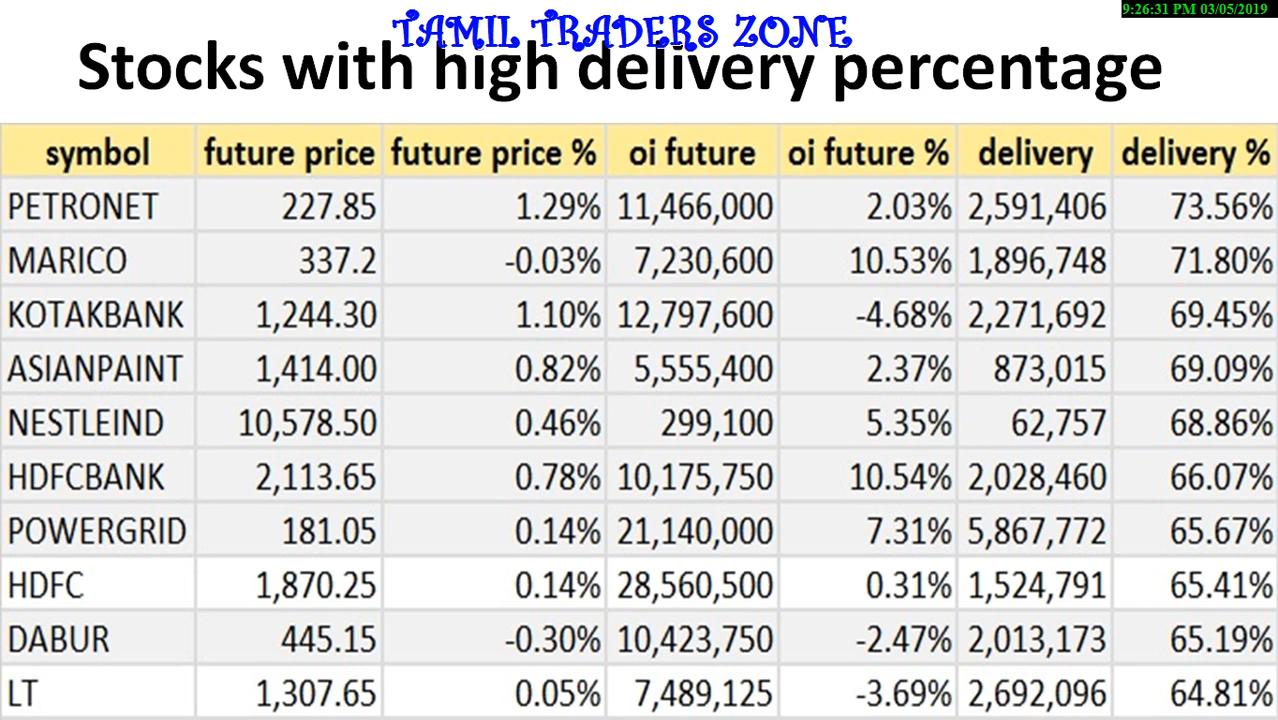 9:26:31 PM 03/05/2019
TAMIL TRADERS ZONE
Stocks with high delivery percentage
symbol future price future price % oi future oi future % delivery delivery %
PETRONET 227.85 1.29% 11,466,000 2.03% 2,591,406 73.56%
MARICO 337.2 -0.03% 7,230,600 10.53% 1,896,748 71.80%
KOTAKBANK 1,244.30 1.10% 12,797,600 -4.68% 2,271,692 69.45%
ASIANPAINT 1,414.00 0.82% 5,555,400 2.37% 873,015 69.09%
NESTLEIND 10,578.50 0.46% 299,100 5.35% 62,757 68.86%
HDFCBANK 2,113.65 0.78% 10,175,750 10.54% 2,028,460 66.07%
POWERGRID 181.05 0.14% 21,140,000 7.31% 5,867,772 65.67%
HDFC 1,870.25 0.14% 28,560,500 0.31% 1,524,791 65.41%
DABUR 445.15 -0.30% 10,423,750 -2.47% 2,013,173 65.19%
LT 1,307.65 0.05% 7,489,125 -3.69% 2,692,096 64.81%